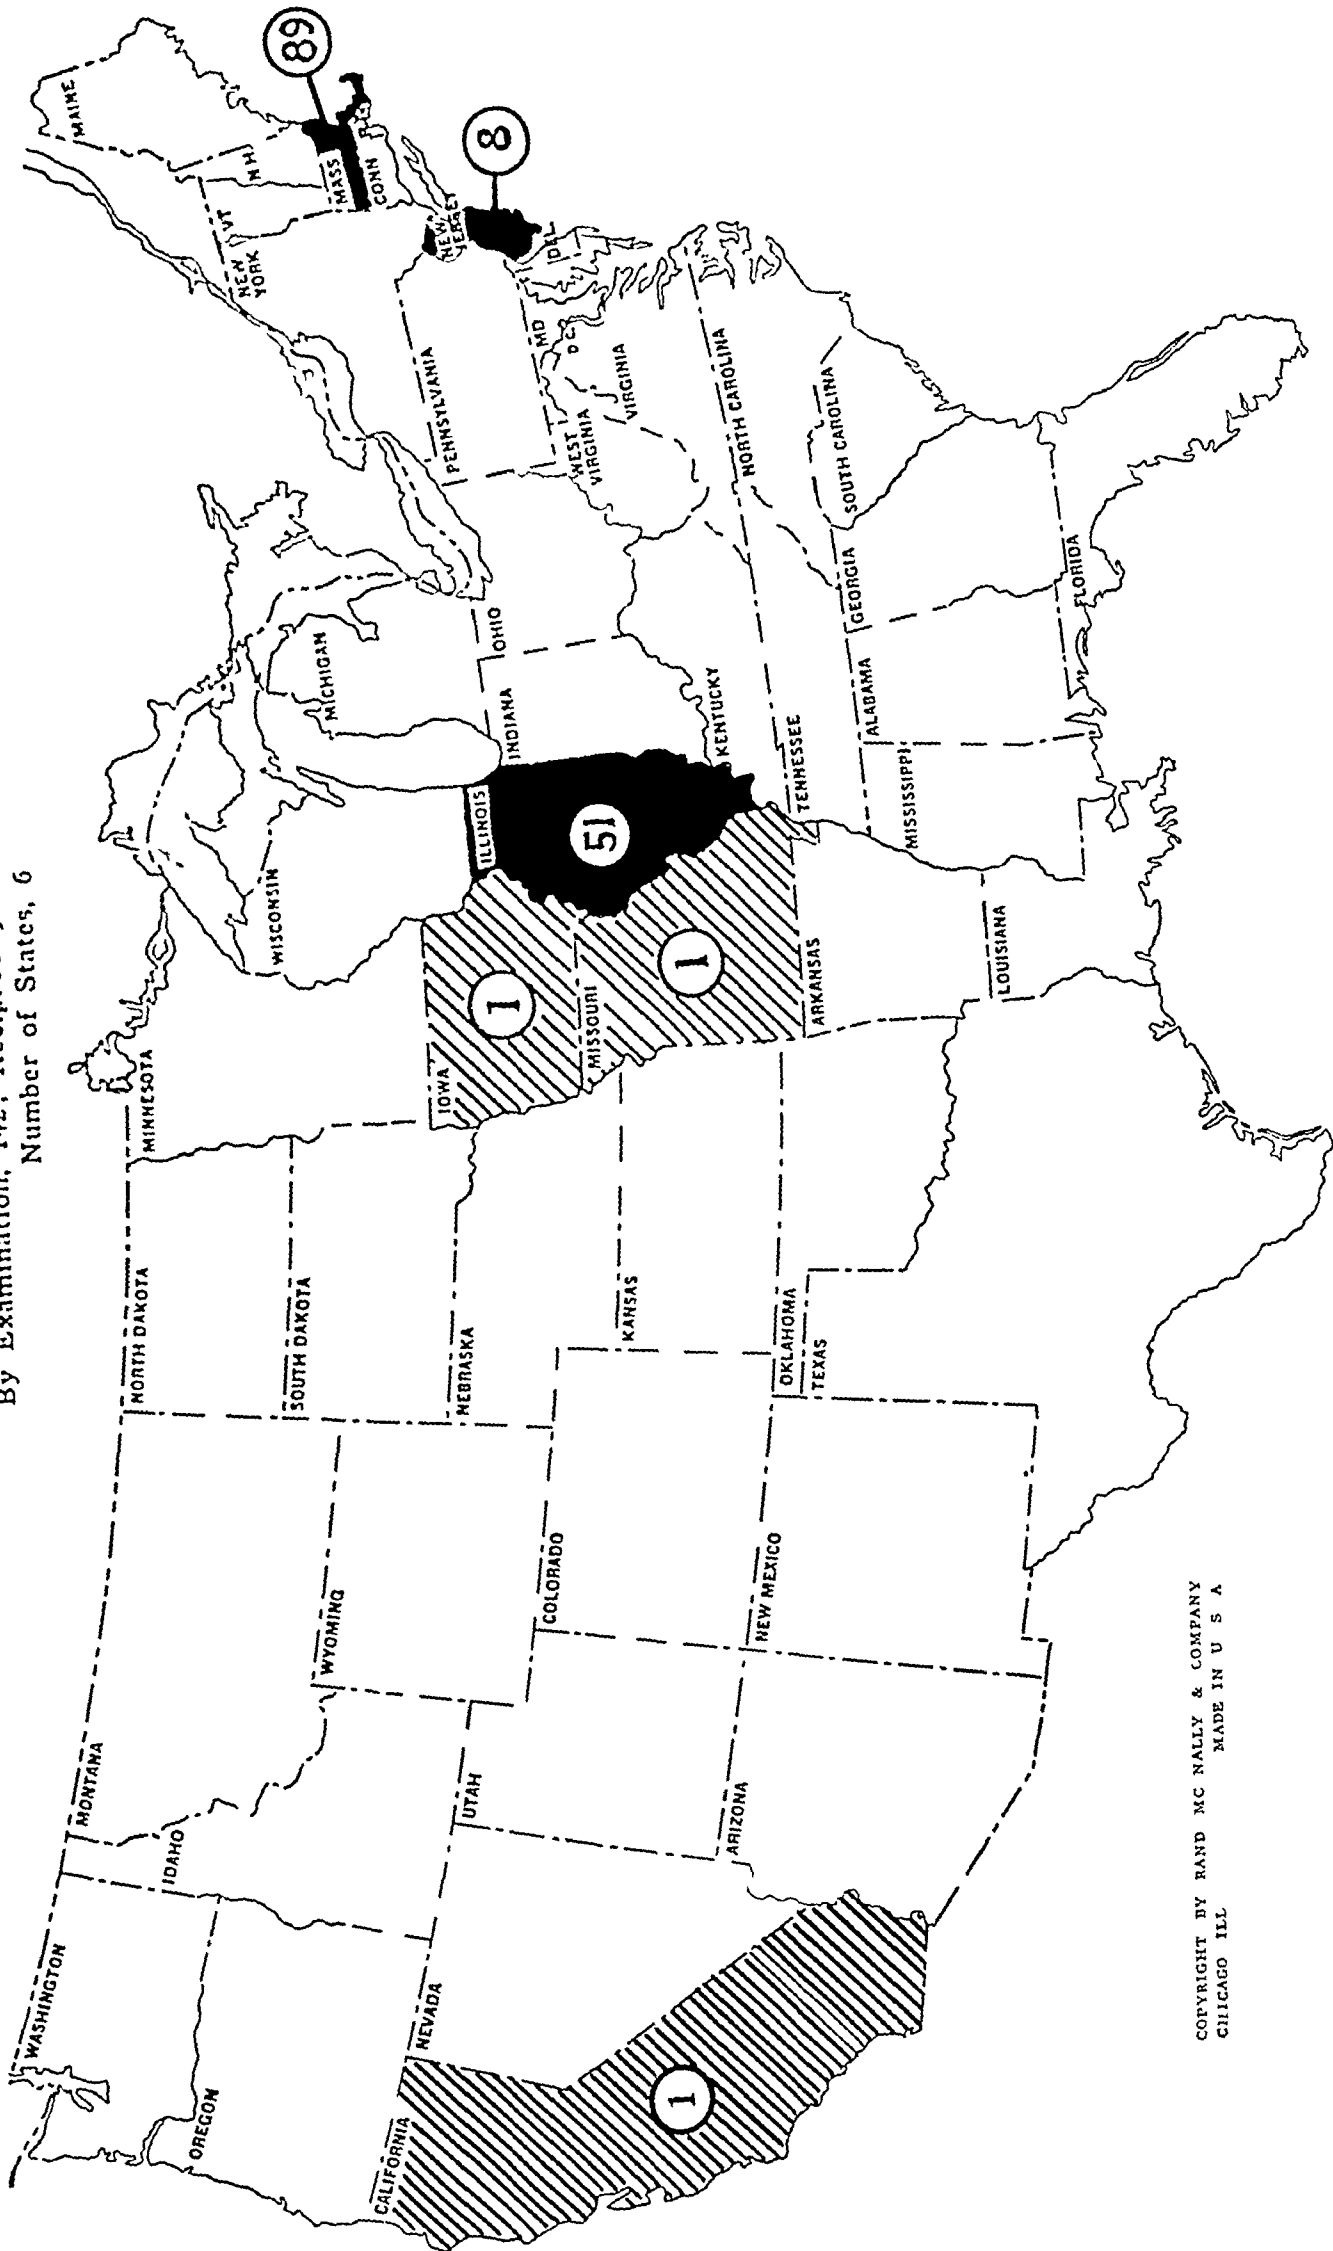 By Examination, 142, Reciprocity
Number of States, 6
WASHINGTON
MONTANA
NORTH DAKOTA
MINNESOTA
MAINE
OREGON
IDAHO
WYOMING
SOUTH DAKOTA
WISCONSIN
MICHIGAN
NEW
YORK
VT
N H
MASS
CONN
89
CALIFORNIA
NEVADA
UTAH
COLORADO
NEBRASKA
IOWA
1
ILLINOIS
INDIANA
OHIO
PENNSYLVANIA
NEW
JERSEY
8
KANSAS
MISSOURI
1
51
KENTUCKY
WEST
VIRGINIA
VIRGINIA
MD
D C
DEL
1
ARIZONA
NEW MEXICO
OKLAHOMA
TEXAS
ARKANSAS
TENNESSEE
NORTH CAROLINA
SOUTH CAROLINA
LOUISIANA
MISSISSIPPI
ALABAMA
GEORGIA
FLORIDA
COPYRIGHT BY RAND MC NALLY & COMPANY
CHICAGO ILL MADE IN U S A